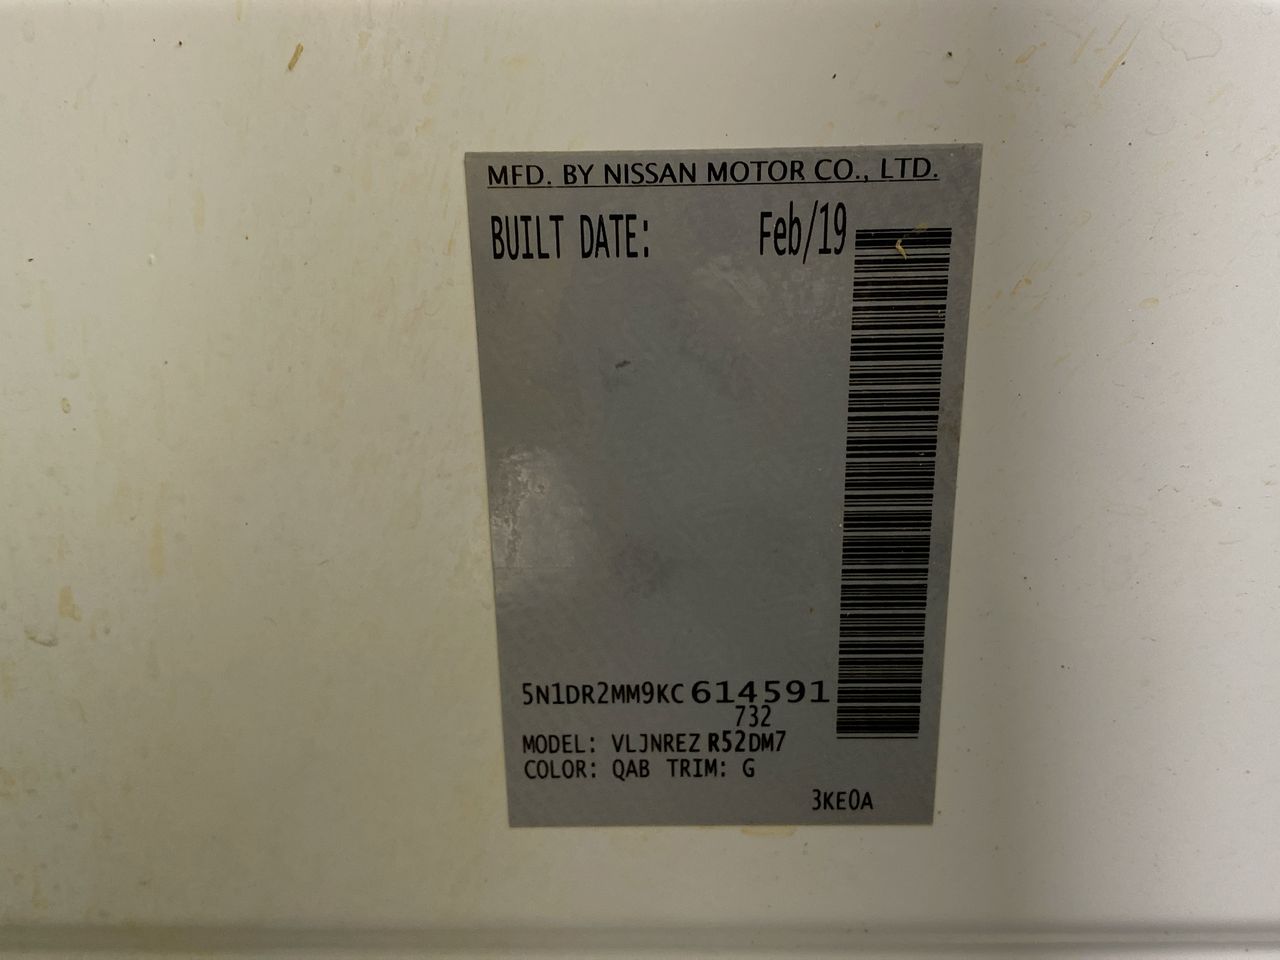 MFD. BY NISSAN MOTOR CO., LTD.
BUILT DATE: Feb/19
5N1DR2MM9KC614591
732
MODEL: VLJNREZ R52DM7
COLOR: QAB TRIM: G
3KE0A